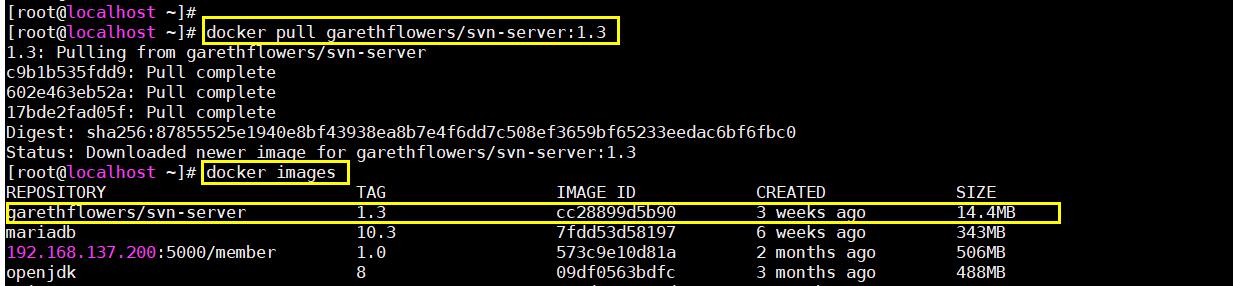 [root@localhost ~]#
[root@localhost ~]# docker pull garethflowers/svn-server:1.3
1.3: Pulling from garethflowers/svn-server
c9b1b535fdd9: Pull complete
602e463eb52a: Pull complete
17bde2fad05f: Pull complete
Digest: sha256:87855525e1940e8bf43938ea8b7e4f6dd7c508ef3659bf65233eedac6bf6fbc0
Status: Downloaded newer image for garethflowers/svn-server:1.3
[root@localhost ~]# docker images
REPOSITORY TAG IMAGE ID CREATED SIZE
garethflowers/svn-server 1.3 cc28899d5b90 3 weeks ago 14.4MB
mariadb 10.3 7fdd53d58197 6 weeks ago 343MB
192.168.137.200:5000/member 1.0 573c9e10d81a 2 months ago 506MB
openjdk 8 09df0563bdfc 3 months ago 488MB